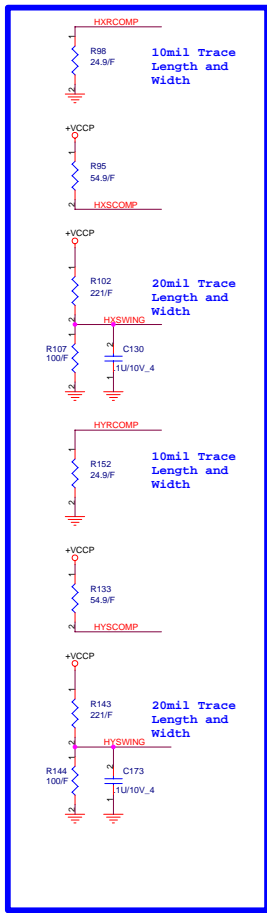 HXRCOMP
1
R98
24.9/F
2
10mil Trace
Length and
Width
+VCCP
1
R95
54.9/F
2
HXSCOMP
+VCCP
1
R102
221/F
2
20mil Trace
Length and
Width
HXSWING
1
R107
100/F
2
2
C130
.1U/10V_4
1
HYRCOMP
1
R152
24.9/F
2
10mil Trace
Length and
Width
+VCCP
1
R133
54.9/F
2
HYSCOMP
+VCCP
1
R143
221/F
2
20mil Trace
Length and
Width
HYSWING
1
R144
100/F
2
2
C173
.1U/10V_4
1